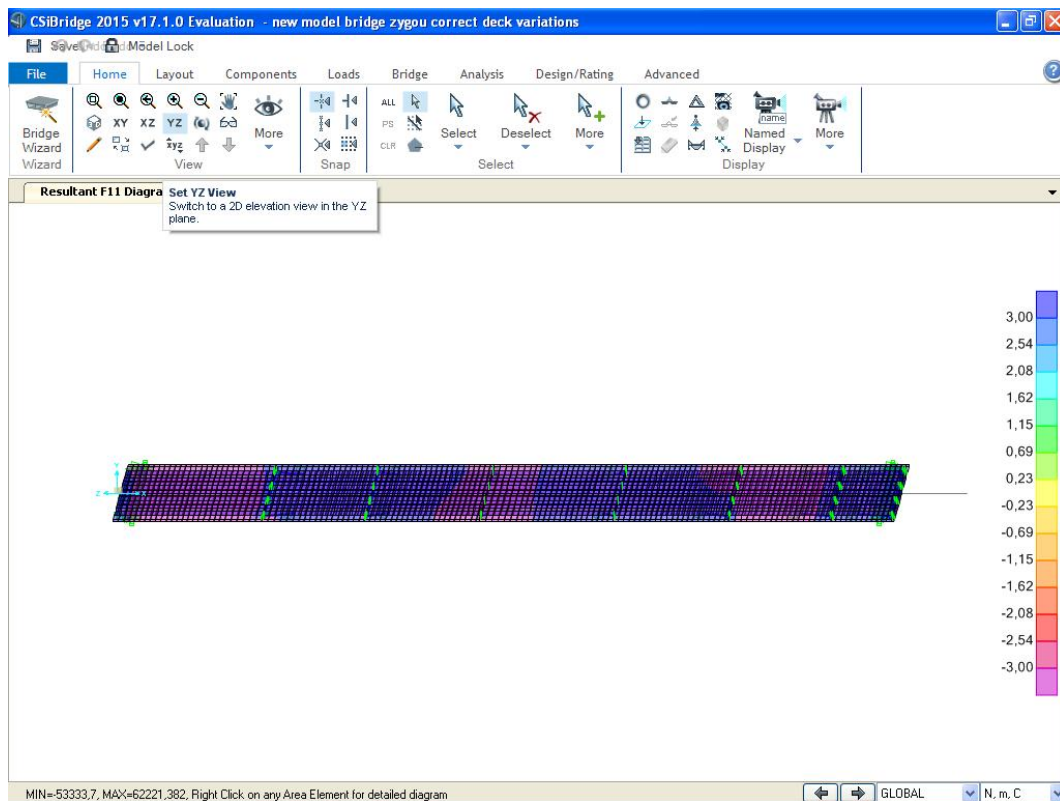 CSiBridge 2015 v17.1.0 Evaluation - new model bridge zygou correct deck variations
Save Model Lock
File Home Layout Components Loads Bridge Analysis Design/Rating Advanced
ALL
XY XZ YZ PS
xyz CLR
Bridge Wizard More Select Deselect More Named Display More
name
Wizard View Snap Select Display
Resultant F11 Diagra
Set YZ View
Switch to a 2D elevation view in the YZ
plane.
3,00
2,54
2,08
1,62
1,15
0,69
0,23
-0,23
-0,69
-1,15
-1,62
-2,08
-2,54
-3,00
Y
Z X
MIN=-53333,7, MAX=62221,382, Right Click on any Area Element for detailed diagram
GLOBAL N, m, C